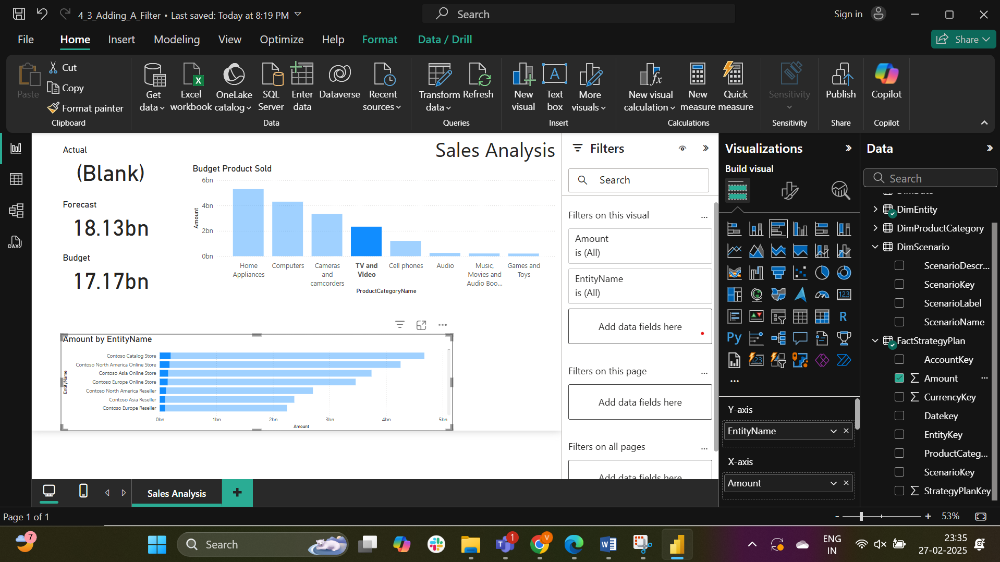 4_3_Adding_A_Filter • Last saved: Today at 8:19 PM
Search
Sign in
File
Home
Insert
Modeling
View
Optimize
Help
Format
Data / Drill
Share
Paste
Cut
Copy
Format painter
Clipboard
Get data
Excel workbook
OneLake catalog
SQL Server
Enter data
Dataverse
Recent sources
Data
Transform data
Refresh
Queries
New visual
Text box
More visuals
Insert
New visual calculation
New measure
Quick measure
Calculations
Sensitivity
Sensitivity
Publish
Share
Copilot
Copilot
DAX
Actual
(Blank)
Forecast
18.13bn
Budget
17.17bn
Sales Analysis
Budget Product Sold
6bn
4bn
2bn
0bn
Amount
Home Appliances
Computers
Cameras and camcorders
TV and Video
Cell phones
Audio
Music, Movies and Audio Boo...
Games and Toys
ProductCategoryName
Amount by EntityName
EntityName
Contoso Catalog Store
Contoso North America Online Store
Contoso Asia Online Store
Contoso Europe Online Store
Contoso North America Reseller
Contoso Asia Reseller
Contoso Europe Reseller
0bn
1bn
2bn
3bn
4bn
5bn
Amount
Filters
Search
Filters on this visual
Amount
is (All)
EntityName
is (All)
Add data fields here
Filters on this page
Add data fields here
Filters on all pages
Add data fields here
Visualizations
Build visual
123
R
Py
123
Y-axis
EntityName
X-axis
Amount
Data
Search
DimEntity
DimProductCategory
DimScenario
ScenarioDescr...
ScenarioKey
ScenarioLabel
ScenarioName
FactStrategyPlan
AccountKey
Amount
CurrencyKey
Datekey
EntityKey
ProductCateg...
ScenarioKey
StrategyPlanKey
Sales Analysis
Page 1 of 1
- + 53%
7
Search
1
V
ENG
IN
23:35
27-02-2025